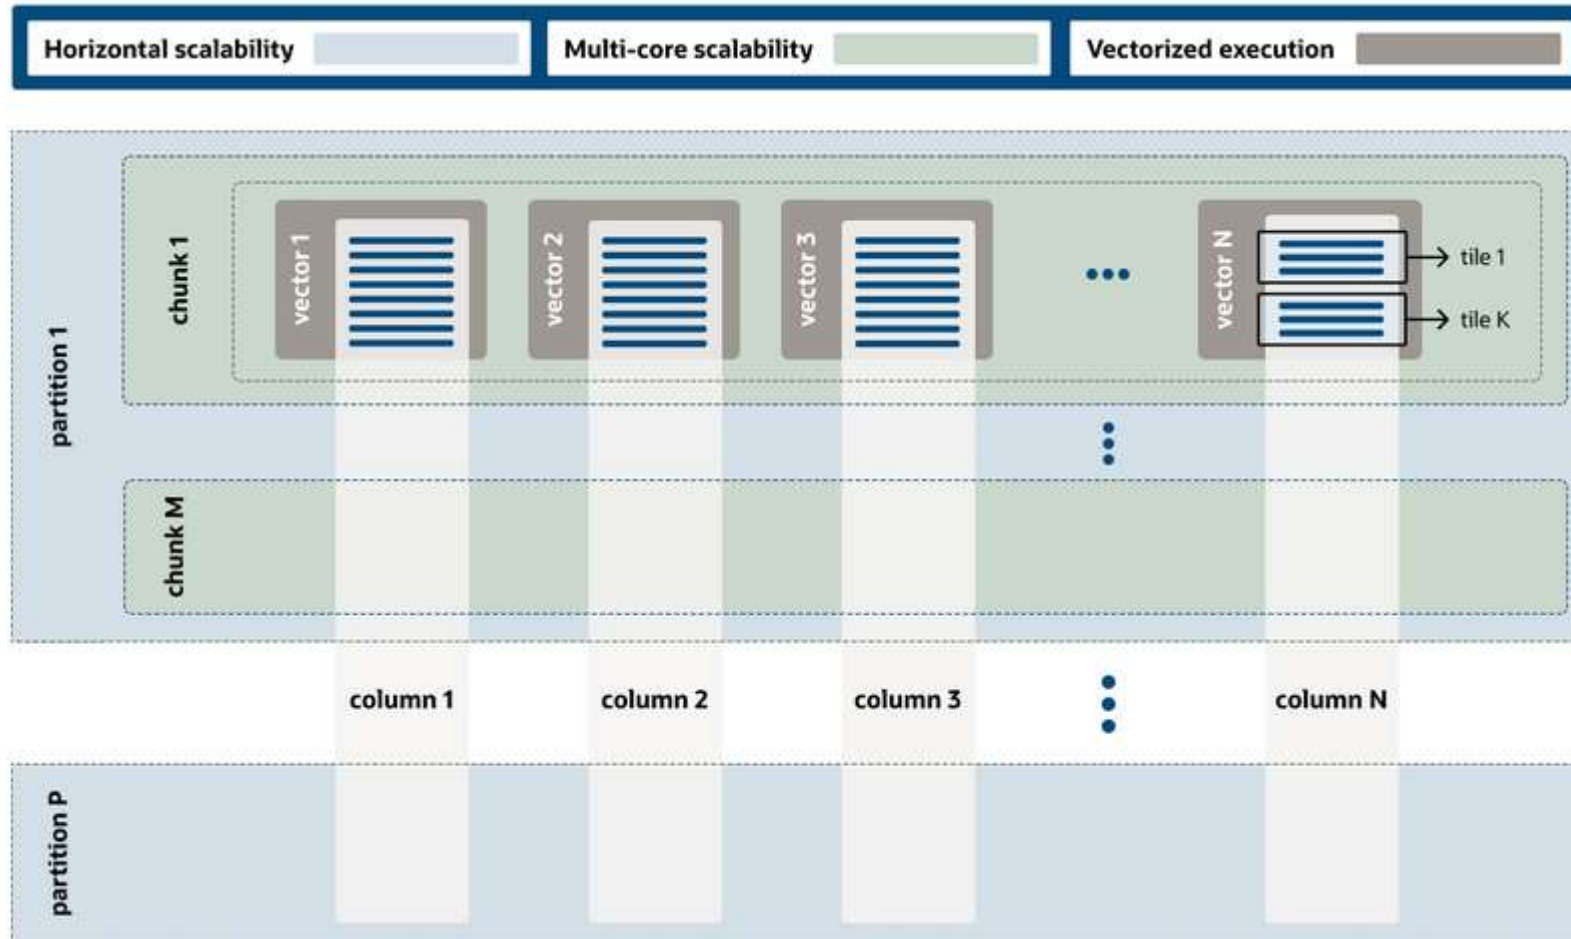 Horizontal scalability
Multi-core scalability
Vectorized execution
partition 1
chunk 1
vector 1
vector 2
vector 3
vector N
tile 1
tile K
chunk M
column 1
column 2
column 3
column N
partition P